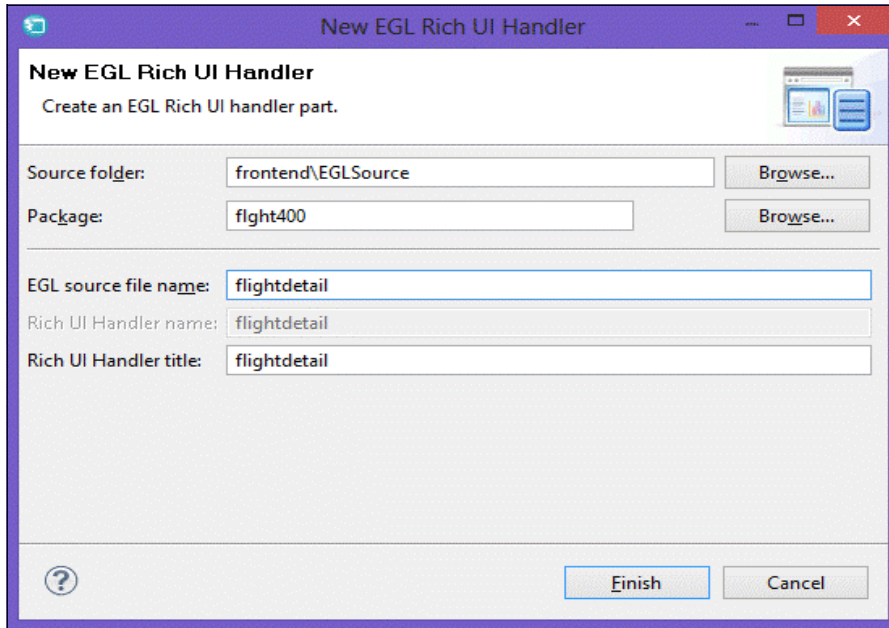 New EGL Rich UI Handler
New EGL Rich UI Handler
Create an EGL Rich UI handler part.
Source folder: frontend\EGLSource Browse...
Package: flght400 Browse...
EGL source file name: flightdetail
Rich UI Handler name: flightdetail
Rich UI Handler title: flightdetail
? Finish Cancel